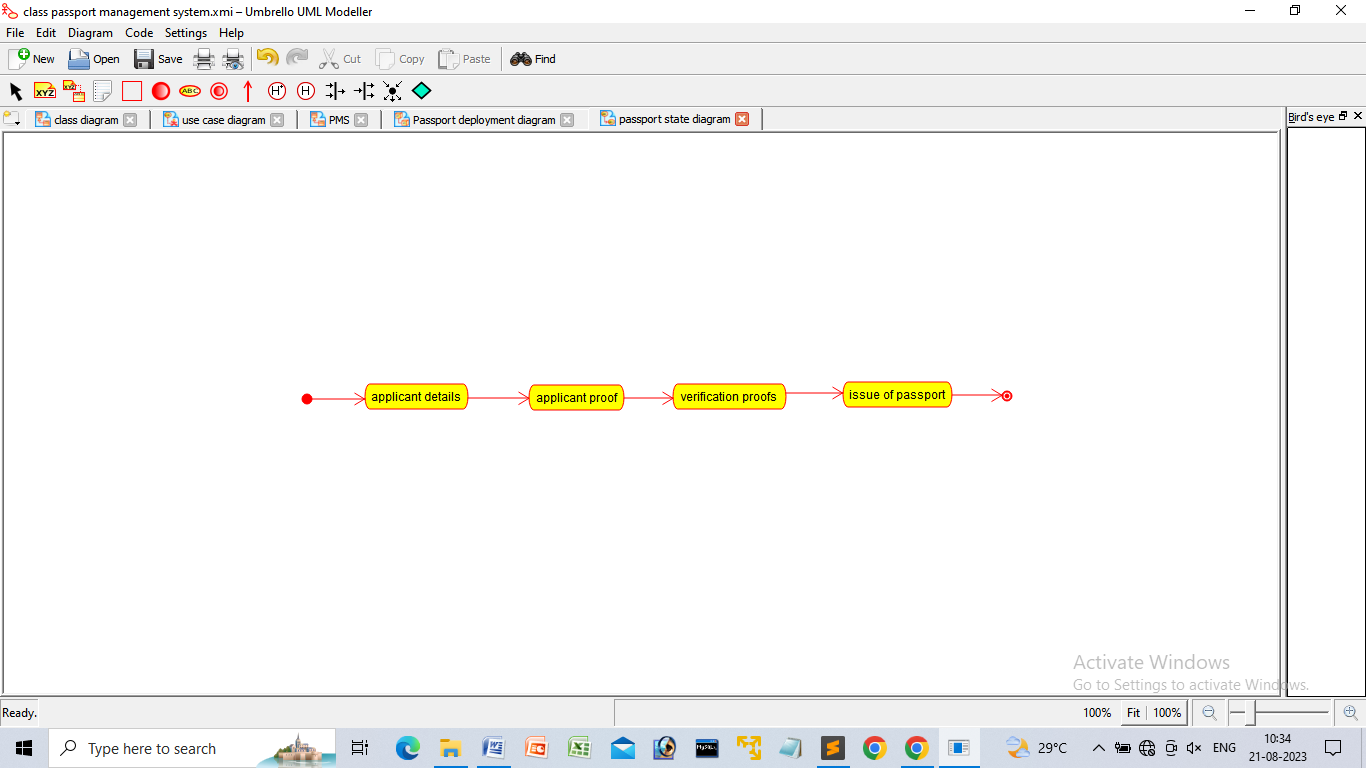 class passport management system.xmi – Umbrello UML Modeller
File Edit Diagram Code Settings Help
New Open Save Cut Copy Paste Find
XYZ XYZ ABC H* H
class diagram use case diagram PMS Passport deployment diagram passport state diagram Bird's eye
applicant details applicant proof verification proofs issue of passport
Activate Windows
Go to Settings to activate Windows.
Ready. 100% Fit 100%
Type here to search 29°C ENG 10:34
21-08-2023